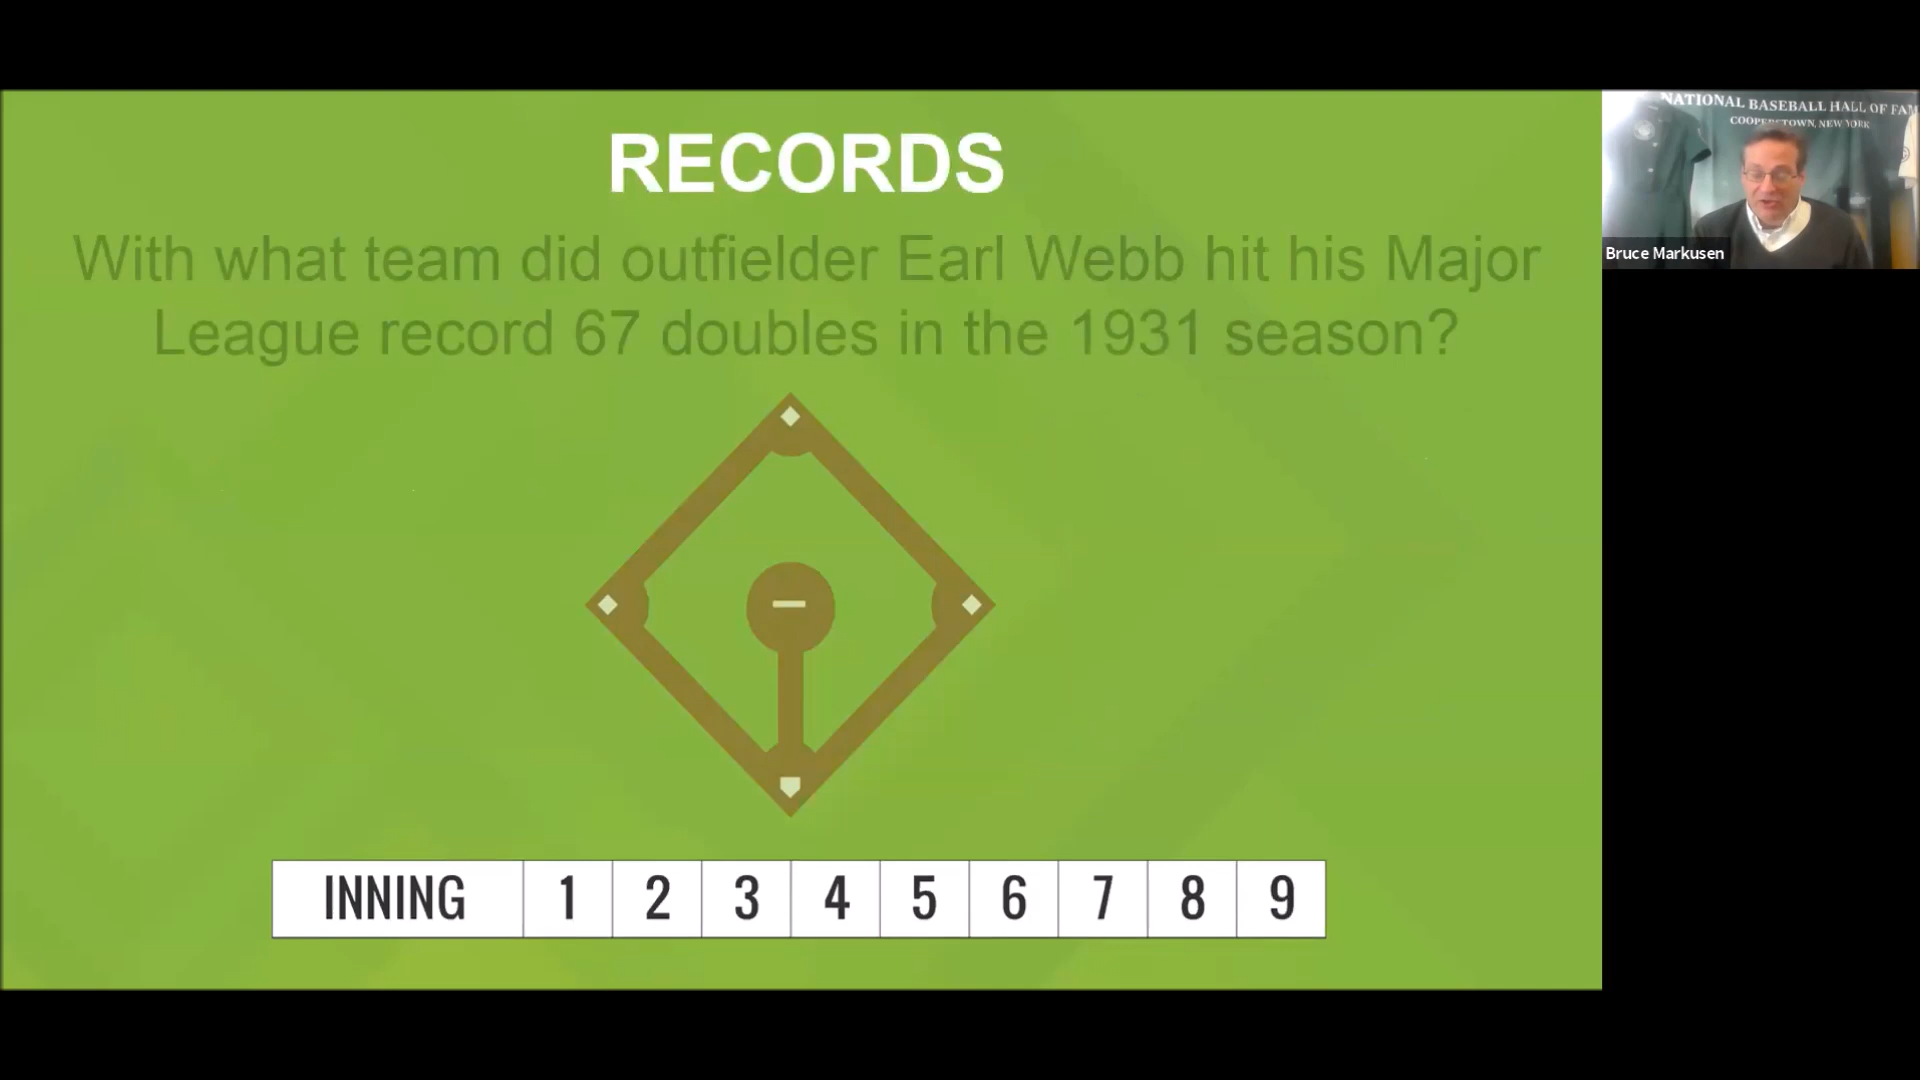 RECORDS
With what team did outfielder Earl Webb hit his Major
League record 67 doubles in the 1931 season?
INNING 1 2 3 4 5 6 7 8 9
NATIONAL BASEBALL HALL OF FAM
COOPERSTOWN, NEW YORK
Bruce Markusen